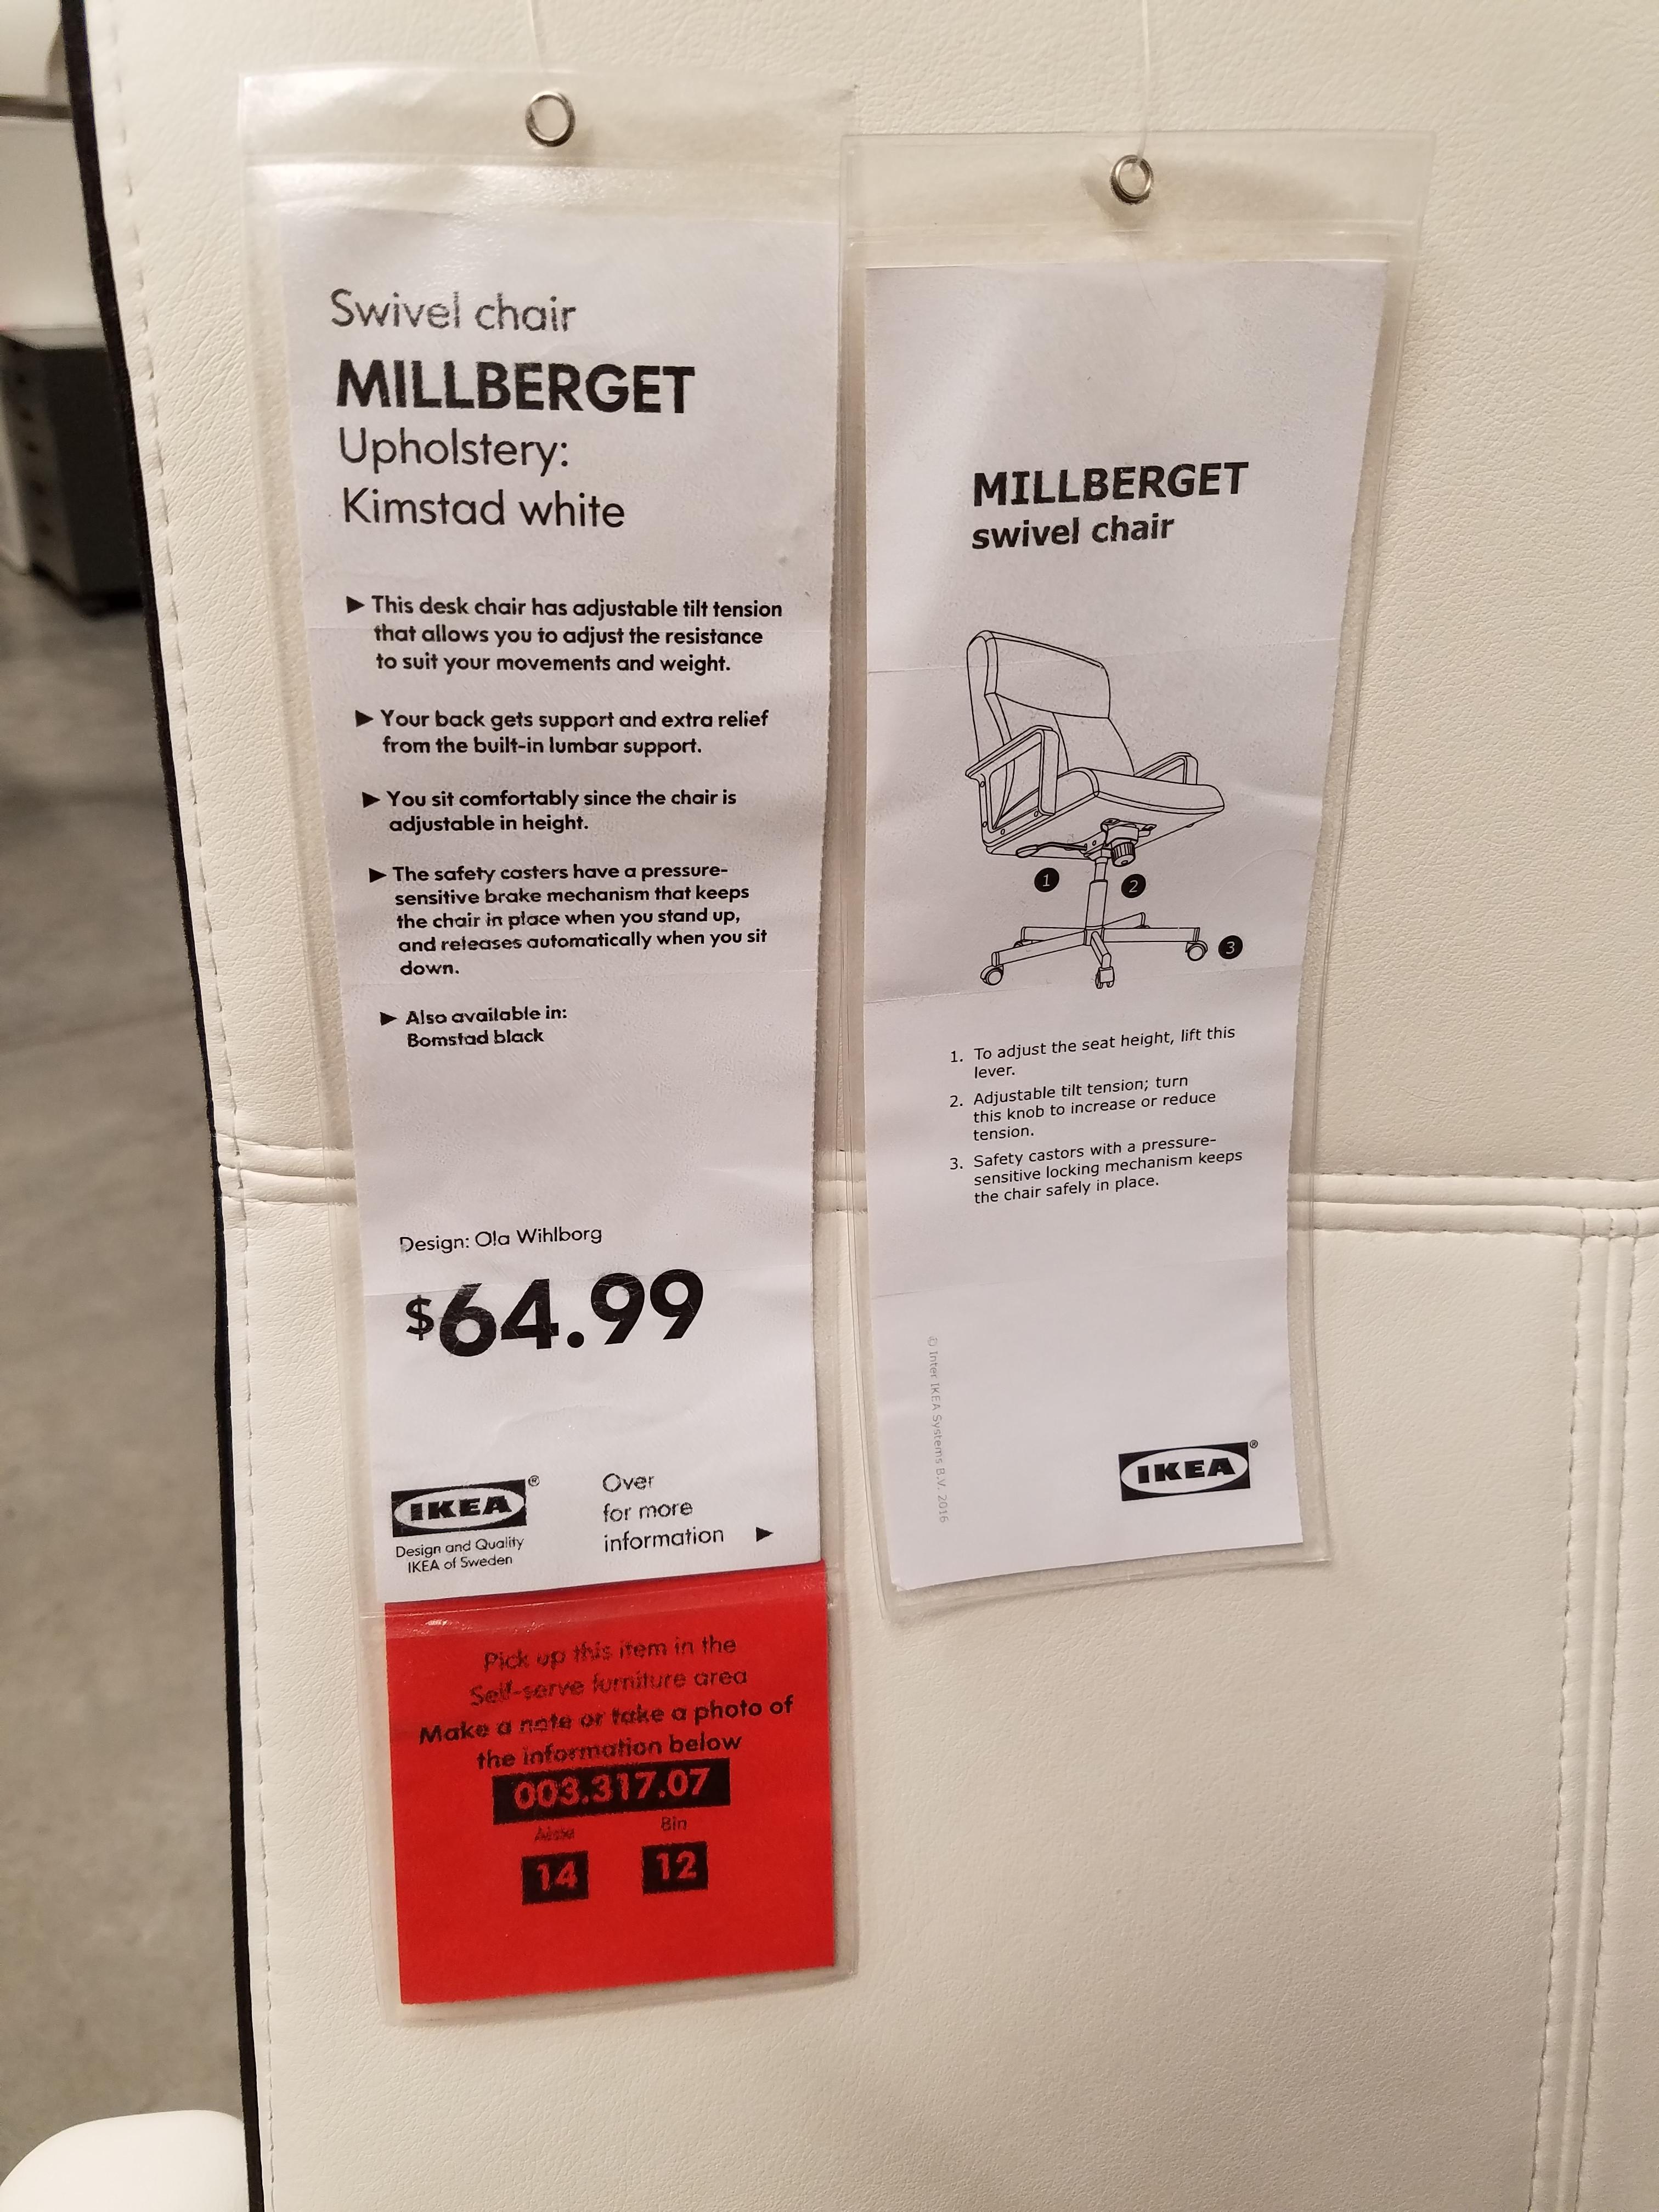 Swivel chair
MILLBERGET
Upholstery:
Kimstad white
► This desk chair has adjustable tilt tension
that allows you to adjust the resistance
to suit your movements and weight.
► Your back gets support and extra relief
from the built-in lumbar support.
► You sit comfortably since the chair is
adjustable in height.
► The safety casters have a pressure-
sensitive brake mechanism that keeps
the chair in place when you stand up,
and releases automatically when you sit
down.
► Also available in:
Bomstad black
Design: Ola Wihlborg
$64.99
IKEA®
Design and Quality
IKEA of Sweden
Over
for more
information ►
Pick up this item in the
Self-serve furniture area
Make a note or take a photo of
the information below
003.317.07
Aisle Bin
14 12
MILLBERGET
swivel chair
1 2
3
1. To adjust the seat height, lift this
lever.
2. Adjustable tilt tension; turn
this knob to increase or reduce
tension.
3. Safety castors with a pressure-
sensitive locking mechanism keeps
the chair safely in place.
© Inter IKEA Systems B.V. 2016
IKEA®